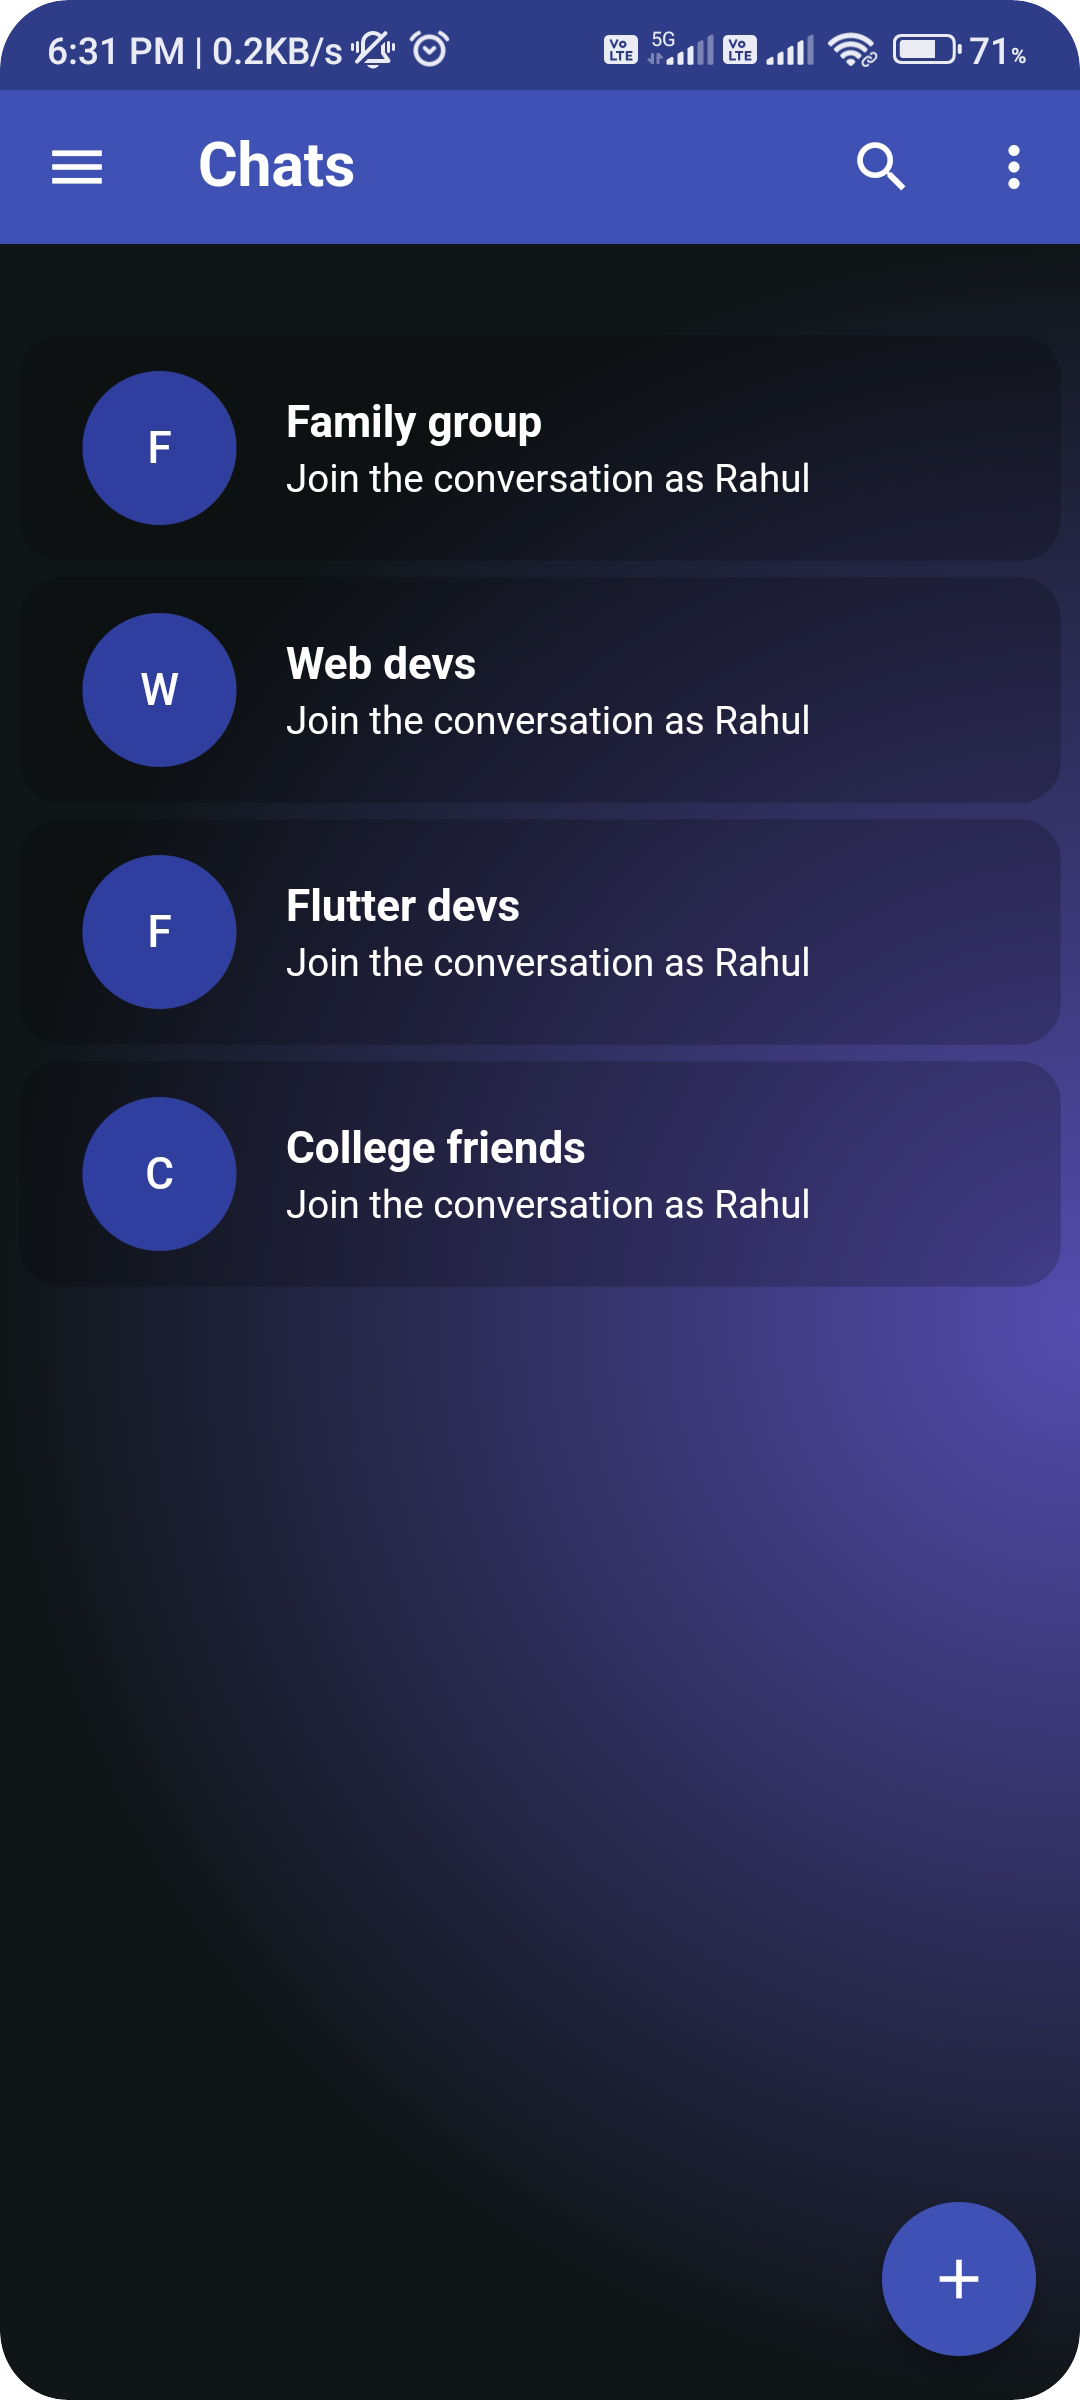 6:31 PM | 0.2KB/s Vo LTE 5G Vo LTE 71%
Chats
F
Family group
Join the conversation as Rahul
W
Web devs
Join the conversation as Rahul
F
Flutter devs
Join the conversation as Rahul
C
College friends
Join the conversation as Rahul
+